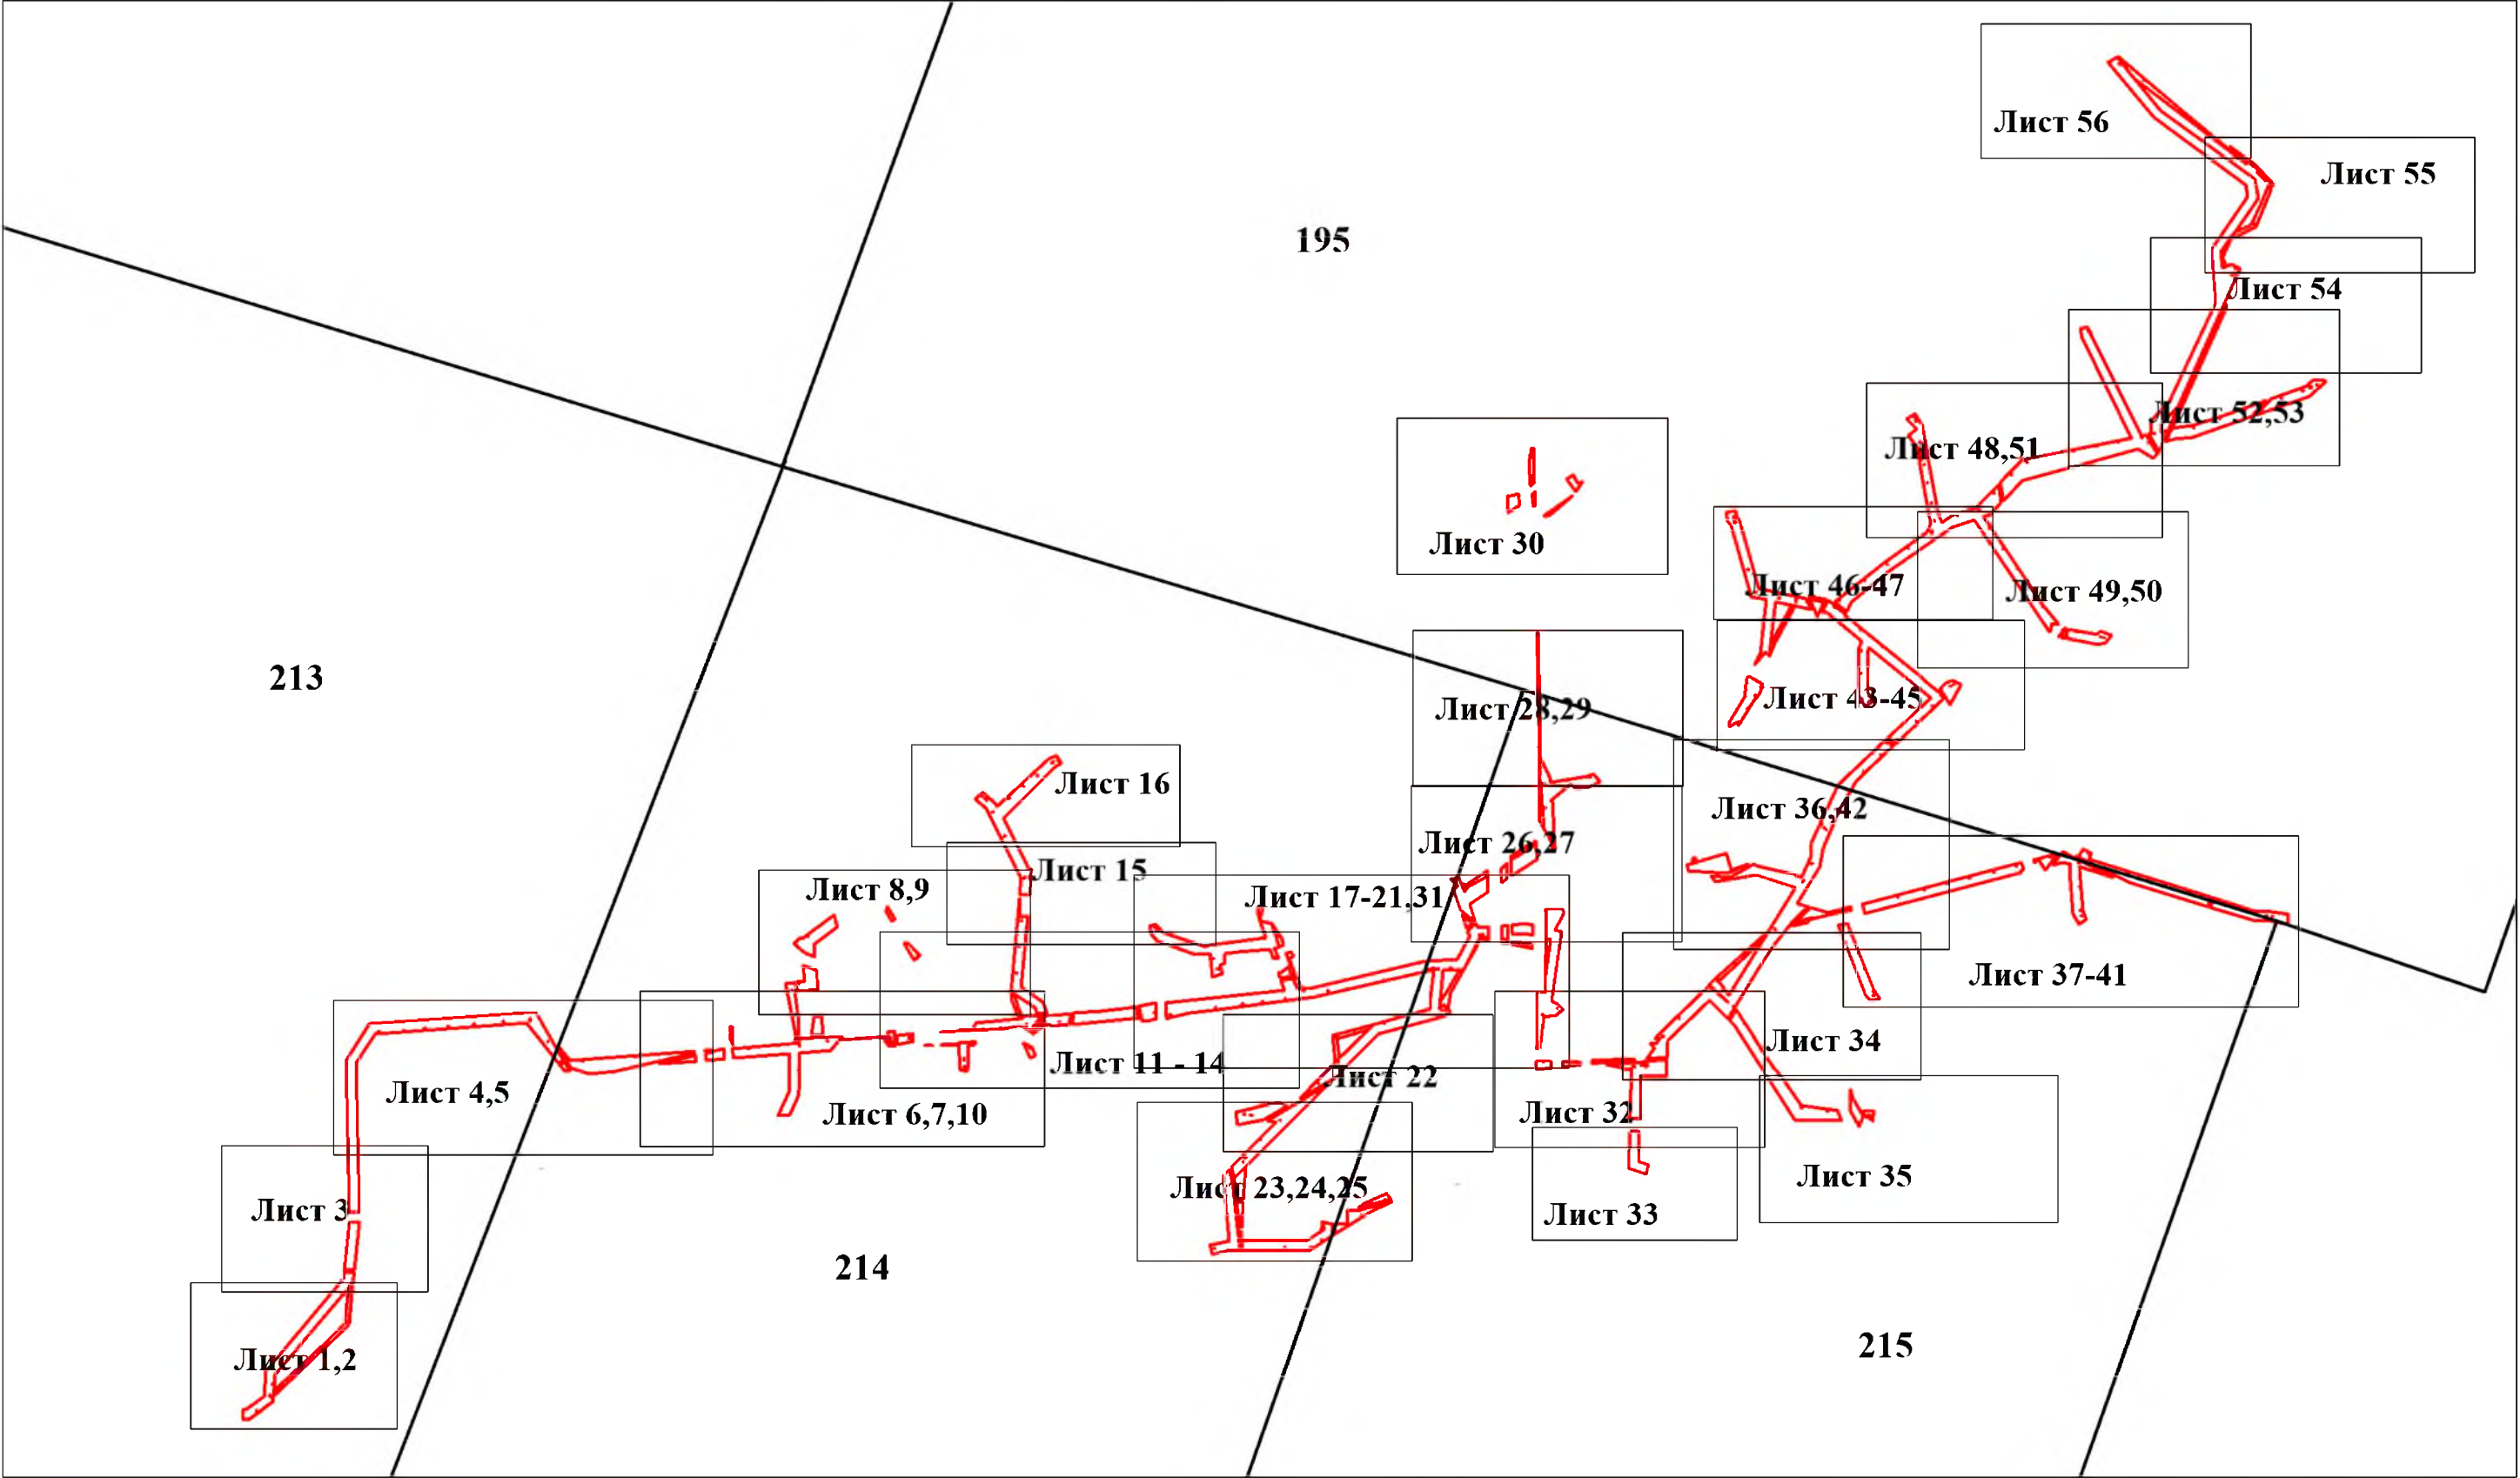 Лист 56
Лист 55
195
Лист 54
Лист 52,53
Лист 48,51
Лист 30
Лист 46-47
Лист 49,50
213
Лист 43-45
Лист 28,29
Лист 16
Лист 36,42
Лист 26,27
Лист 15
Лист 8,9
Лист 17-21,31
Лист 37-41
Лист 34
Лист 11 - 14
Лист 22
Лист 4,5
Лист 6,7,10
Лист 32
Лист 35
Лист 23,24,25
Лист 3
Лист 33
214
215
Лист 1,2